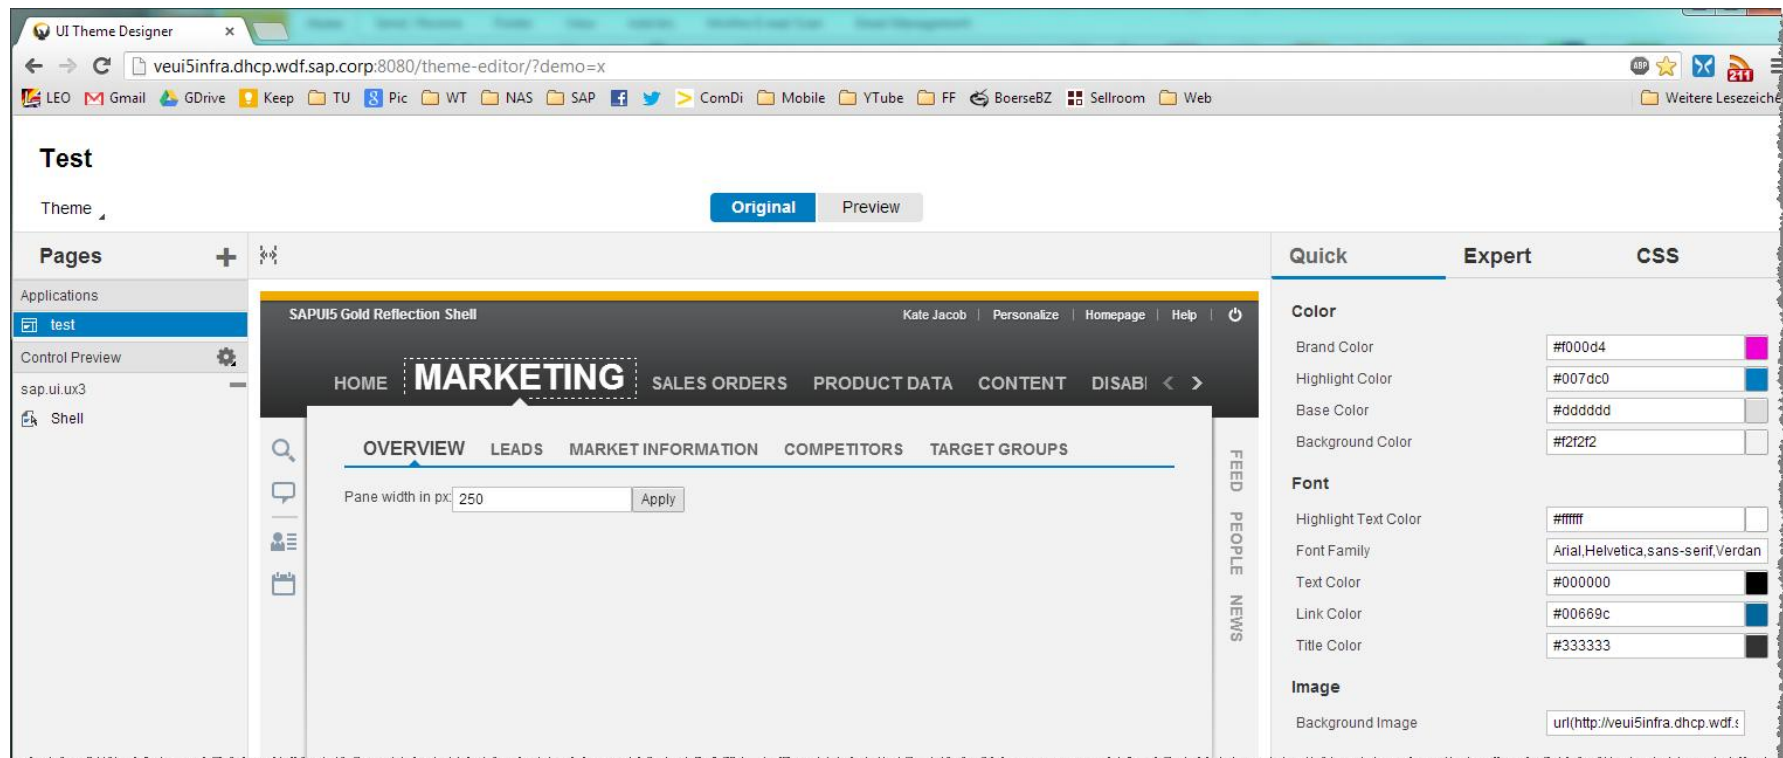 UI Theme Designer
veui5infra.dhcp.wdf.sap.corp:8080/theme-editor/?demo=x
ABP
211
LEO Gmail GDrive Keep TU Pic WT NAS SAP ComDi Mobile YTube FF BoerseBZ Sellroom Web Weitere Lesezeiche
Test
Theme
Original Preview
Pages
Quick Expert CSS
Applications
test
Control Preview
sap.ui.ux3
Shell
SAPUI5 Gold Reflection Shell
Kate Jacob | Personalize | Homepage | Help
HOME MARKETING SALES ORDERS PRODUCT DATA CONTENT DISABI
OVERVIEW LEADS MARKET INFORMATION COMPETITORS TARGET GROUPS
Pane width in px: 250 Apply
FEED PEOPLE NEWS
Color
Brand Color #f000d4
Highlight Color #007dc0
Base Color #dddddd
Background Color #f2f2f2
Font
Highlight Text Color #ffffff
Font Family Arial,Helvetica,sans-serif,Verdan
Text Color #000000
Link Color #00669c
Title Color #333333
Image
Background Image url(http://veui5infra.dhcp.wdf.s